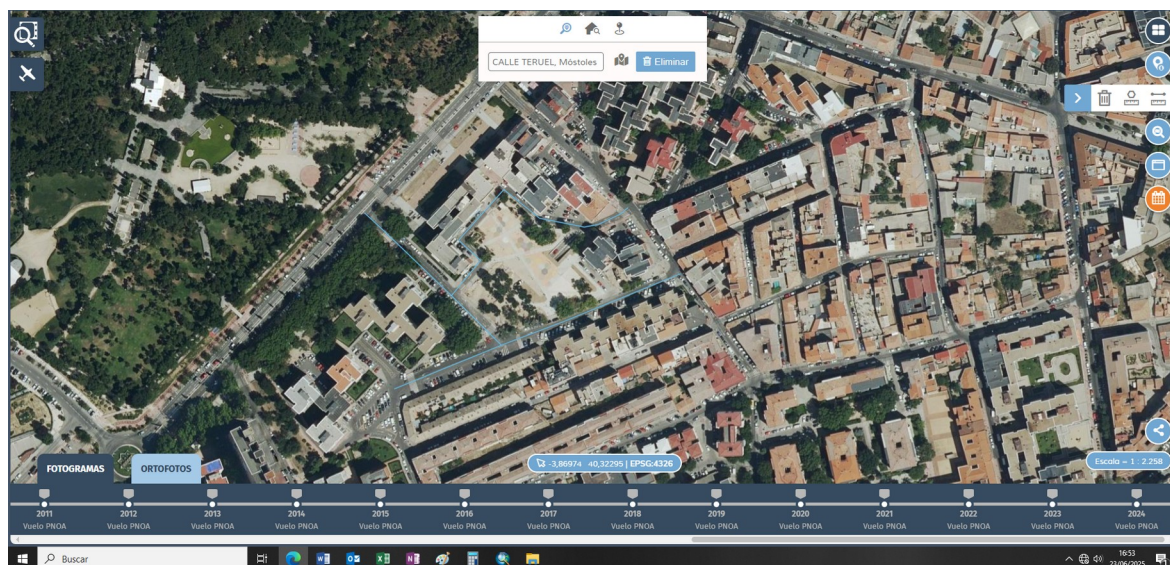 CALLE TERUEL, Móstoles
Eliminar
FOTOGRAMAS
ORTOFOTOS
-3,86974 40,32295 | EPSG:4326
Escala ~ 1 : 2.258
2011
Vuelo PNOA
2012
Vuelo PNOA
2013
Vuelo PNOA
2014
Vuelo PNOA
2015
Vuelo PNOA
2016
Vuelo PNOA
2017
Vuelo PNOA
2018
Vuelo PNOA
2019
Vuelo PNOA
2020
Vuelo PNOA
2021
Vuelo PNOA
2022
Vuelo PNOA
2023
Vuelo PNOA
2024
Vuelo PNOA
Buscar
16:53
23/06/2025